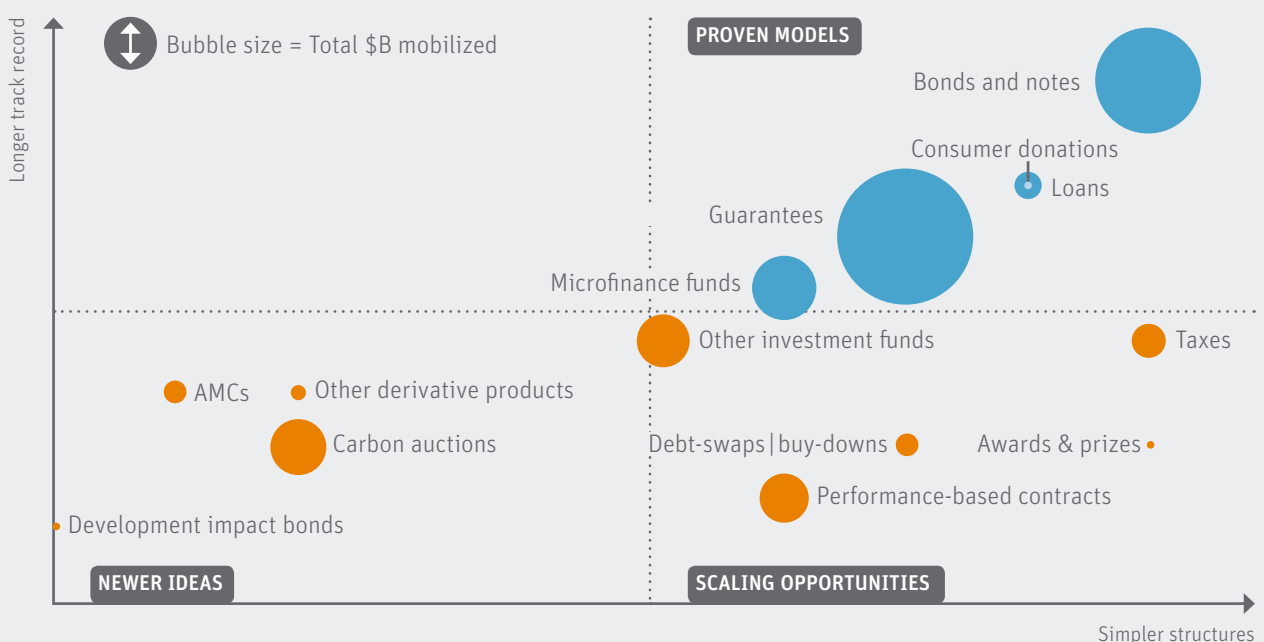 Longer track record
Bubble size = Total $B mobilized
PROVEN MODELS
Bonds and notes
Consumer donations
Loans
Guarantees
Microfinance funds
Other investment funds
Taxes
AMCs
Other derivative products
Carbon auctions
Debt-swaps|buy-downs
Awards & prizes
Performance-based contracts
Development impact bonds
NEWER IDEAS
SCALING OPPORTUNITIES
Simpler structures